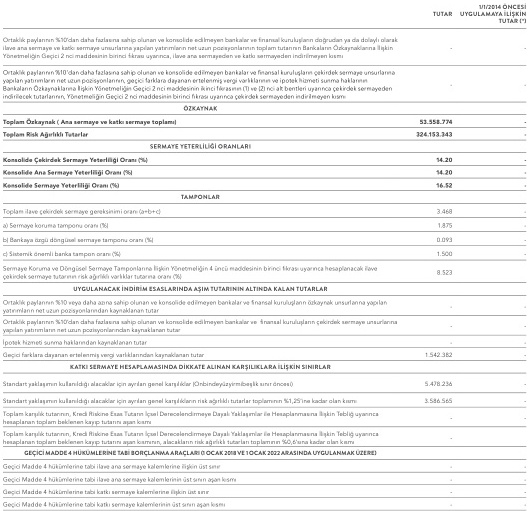 1/1/2014 ÖNCESİ
UYGULAMAYA İLİŞKİN
TUTAR TUTAR (*)
Ortaklık paylarının %10'dan daha fazlasına sahip olunan ve konsolide edilmeyen bankalar ve finansal kuruluşların doğrudan ya da dolaylı olarak
ilave ana sermaye ve katkı sermaye unsurlarına yapılan yatırımların net uzun pozisyonlarının toplam tutarının Bankaların Özkaynaklarına İlişkin
Yönetmeliğin Geçici 2 nci maddesinin birinci fıkrası uyarınca, ilave ana sermayeden ve katkı sermayeden indirilmeyen kısmı - -
Ortaklık paylarının %10'dan daha fazlasına sahip olunan ve konsolide edilmeyen bankalar ve finansal kuruluşların çekirdek sermaye unsurlarına
yapılan yatırımların net uzun pozisyonlarının, geçici farklara dayanan ertelenmiş vergi varlıklarının ve ipotek hizmeti sunma haklarının
Bankaların Özkaynaklarına İlişkin Yönetmeliğin Geçici 2 nci maddesinin ikinci fıkrasının (1) ve (2) nci alt bentleri uyarınca çekirdek sermayeden
indirilecek tutarlarının, Yönetmeliğin Geçici 2 nci maddesinin birinci fıkrası uyarınca çekirdek sermayeden indirilmeyen kısmı - -
ÖZKAYNAK
Toplam Özkaynak ( Ana sermaye ve katkı sermaye toplamı) 53.558.774 -
Toplam Risk Ağırlıklı Tutarlar 324.153.343 -
SERMAYE YETERLİLİĞİ ORANLARI
Konsolide Çekirdek Sermaye Yeterliliği Oranı (%) 14.20 -
Konsolide Ana Sermaye Yeterliliği Oranı (%) 14.20 -
Konsolide Sermaye Yeterliliği Oranı (%) 16.52 -
TAMPONLAR
Toplam ilave çekirdek sermaye gereksinimi oranı (a+b+c) 3.468 -
a) Sermaye koruma tamponu oranı (%) 1.875 -
b) Bankaya özgü döngüsel sermaye tamponu oranı (%) 0.093 -
c) Sistemik önemli banka tamponu oranı (%) 1.500 -
Sermaye Koruma ve Döngüsel Sermaye Tamponlarına İlişkin Yönetmeliğin 4 üncü maddesinin birinci fıkrası uyarınca hesaplanacak ilave
çekirdek sermaye tutarının risk ağırlıklı varlıklar tutarına oranı (%) 8.523 -
UYGULANACAK İNDİRİM ESASLARINDA AŞIM TUTARININ ALTINDA KALAN TUTARLAR
Ortaklık paylarının %10 veya daha azına sahip olunan ve konsolide edilmeyen bankalar ve finansal kuruluşların özkaynak unsurlarına yapılan
yatırımların net uzun pozisyonlarından kaynaklanan tutar - -
Ortaklık paylarının %10'dan daha fazlasına sahip olunan ve konsolide edilmeyen bankalar ve finansal kuruluşların çekirdek sermaye unsurlarına
yapılan yatırımların net uzun pozisyonlarından kaynaklanan tutar - -
İpotek hizmeti sunma haklarından kaynaklanan tutar - -
Geçici farklara dayanan ertelenmiş vergi varlıklarından kaynaklanan tutar 1.542.382 -
KATKI SERMAYE HESAPLAMASINDA DİKKATE ALINAN KARŞILIKLARA İLİŞKİN SINIRLAR
Standart yaklaşımın kullanıldığı alacaklar için ayrılan genel karşılıklar (Onbindeyüzyirmibeşlik sınır öncesi) 5.478.236 -
Standart yaklaşımın kullanıldığı alacaklar için ayrılan genel karşılıkların risk ağırlıklı tutarlar toplamının %1,25'ine kadar olan kısmı 3.586.565 -
Toplam karşılık tutarının, Kredi Riskine Esas Tutarın İçsel Derecelendirmeye Dayalı Yaklaşımlar ile Hesaplanmasına İlişkin Tebliğ uyarınca
hesaplanan toplam beklenen kayıp tutarını aşan kısmı - -
Toplam karşılık tutarının, Kredi Riskine Esas Tutarın İçsel Derecelendirmeye Dayalı Yaklaşımlar ile Hesaplanmasına İlişkin Tebliğ uyarınca
hesaplanan toplam beklenen kayıp tutarını aşan kısmının, alacakların risk ağırlıklı tutarları toplamının %0,6'sına kadar olan kısmı - -
GEÇİCİ MADDE 4 HÜKÜMLERİNE TABİ BORÇLANMA ARAÇLARI (1 OCAK 2018 VE 1 OCAK 2022 ARASINDA UYGULANMAK ÜZERE)
Geçici Madde 4 hükümlerine tabi ilave ana sermaye kalemlerine ilişkin üst sınır - -
Geçici Madde 4 hükümlerine tabi ilave ana sermaye kalemlerinin üst sınırı aşan kısmı - -
Geçici Madde 4 hükümlerine tabi katkı sermaye kalemlerine ilişkin üst sınır - -
Geçici Madde 4 hükümlerine tabi katkı sermaye kalemlerinin üst sınırı aşan kısmı - -